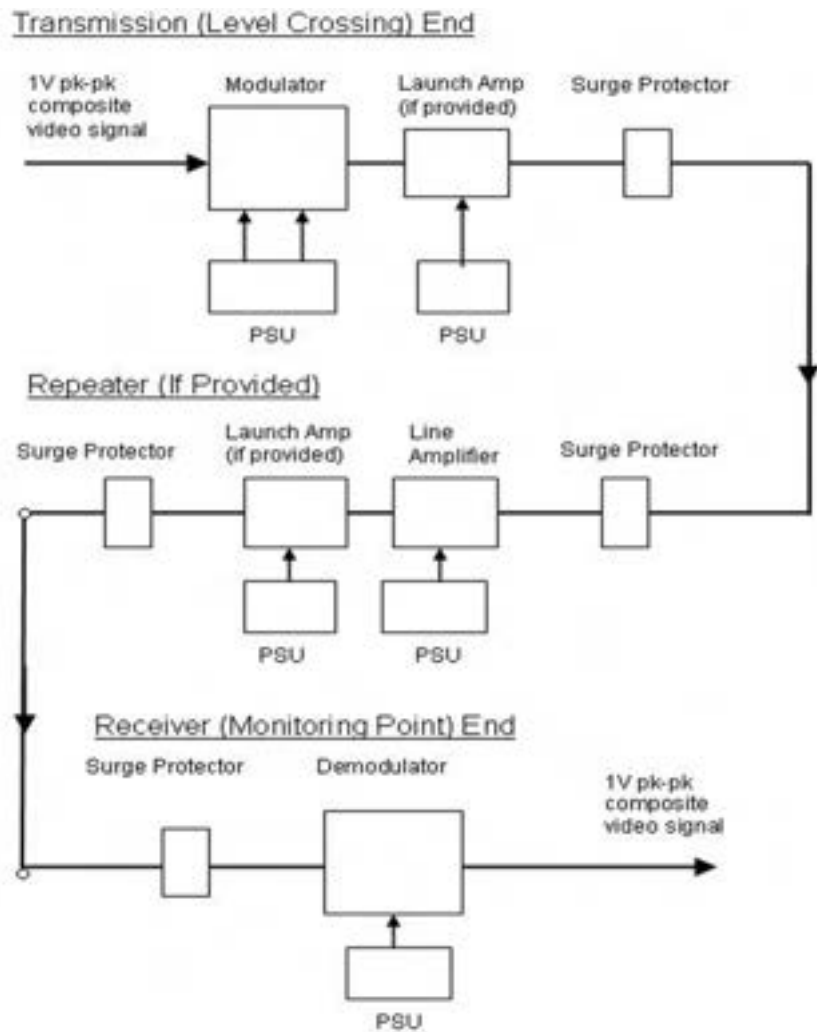 Transmission (Level Crossing) End
1V pk-pk
composite
video signal
Modulator
Launch Amp
(if provided)
Surge Protector
PSU
PSU
Repeater (If Provided)
Surge Protector
Launch Amp
(if provided)
Line
Amplifier
Surge Protector
PSU
PSU
Receiver (Monitoring Point) End
Surge Protector
Demodulator
1V pk-pk
composite
video signal
PSU